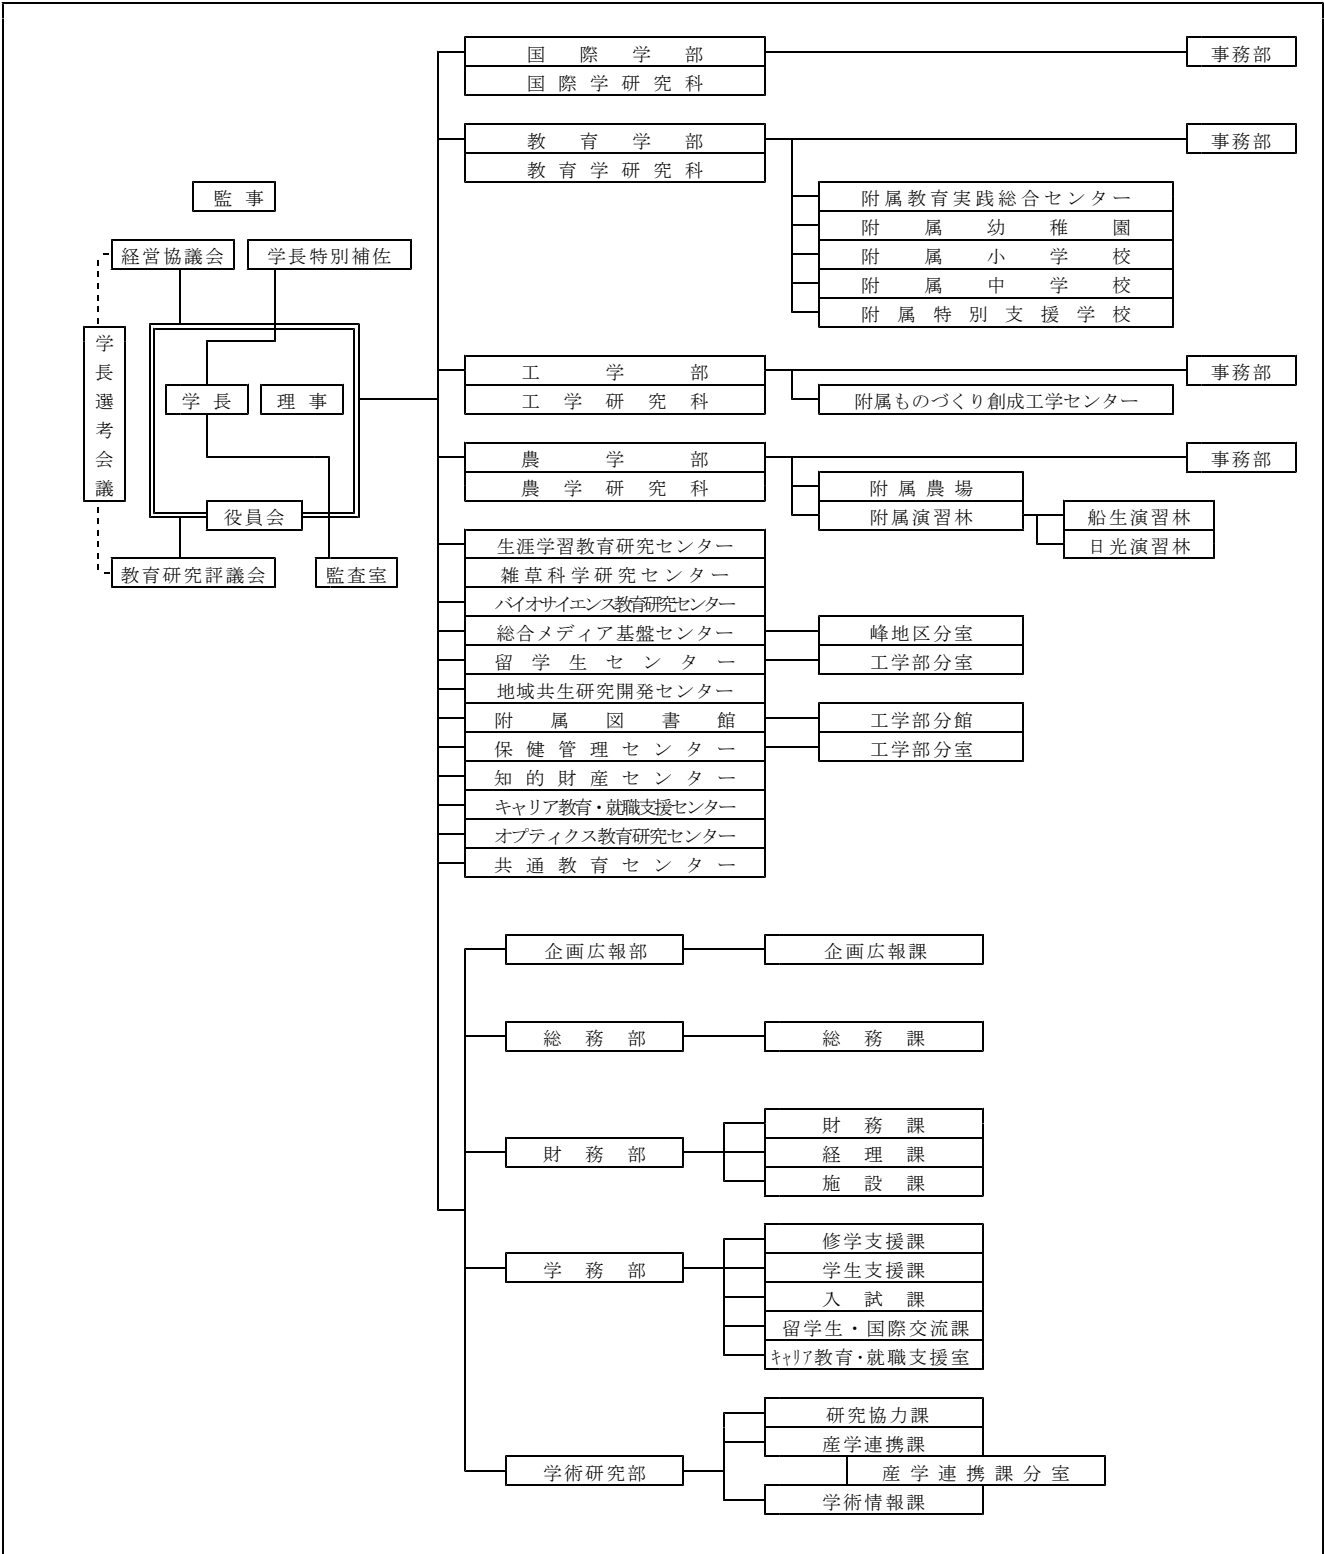 国際学部
事務部
国際学研究科
教育学部
事務部
教育学研究科
監事
附属教育実践総合センター
附属幼稚園
附属小学校
附属中学校
附属特別支援学校
経営協議会
学長特別補佐
学長選考会議
学長
理事
役員会
教育研究評議会
監査室
工学部
事務部
工学研究科
附属ものづくり創成工学センター
農学部
事務部
農学研究科
附属農場
附属演習林
船生演習林
日光演習林
生涯学習教育研究センター
雑草科学研究センター
バイオサイエンス教育研究センター
総合メディア基盤センター
峰地区分室
留学生センター
工学部分室
地域共生研究開発センター
附属図書館
工学部分館
保健管理センター
工学部分室
知的財産センター
キャリア教育・就職支援センター
オプティクス教育研究センター
共通教育センター
企画広報部
企画広報課
総務部
総務課
財務部
財務課
経理課
施設課
学務部
修学支援課
学生支援課
入試課
留学生・国際交流課
ｷｬﾘｱ教育・就職支援室
学術研究部
研究協力課
産学連携課
産学連携課分室
学術情報課